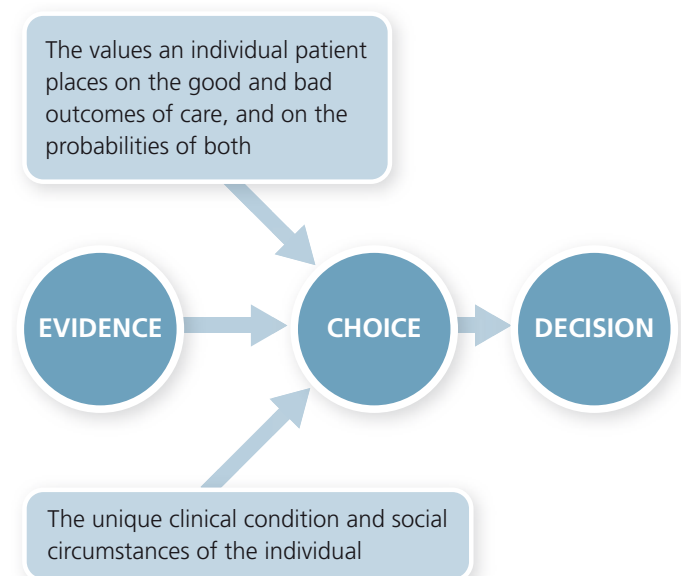 The values an individual patient
places on the good and bad
outcomes of care, and on the
probabilities of both
EVIDENCE
CHOICE
DECISION
The unique clinical condition and social
circumstances of the individual